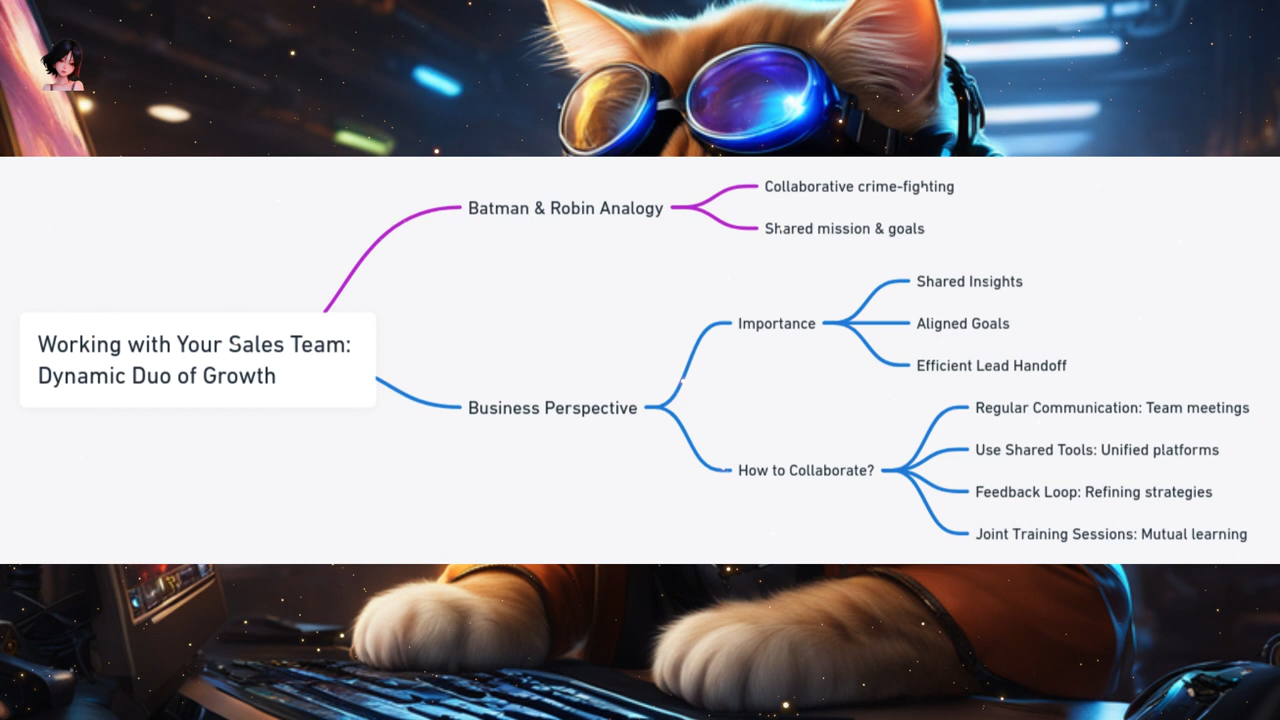 Working with Your Sales Team:
Dynamic Duo of Growth
Batman & Robin Analogy
Collaborative crime-fighting
Shared mission & goals
Business Perspective
Importance
Shared Insights
Aligned Goals
Efficient Lead Handoff
How to Collaborate?
Regular Communication: Team meetings
Use Shared Tools: Unified platforms
Feedback Loop: Refining strategies
Joint Training Sessions: Mutual learning